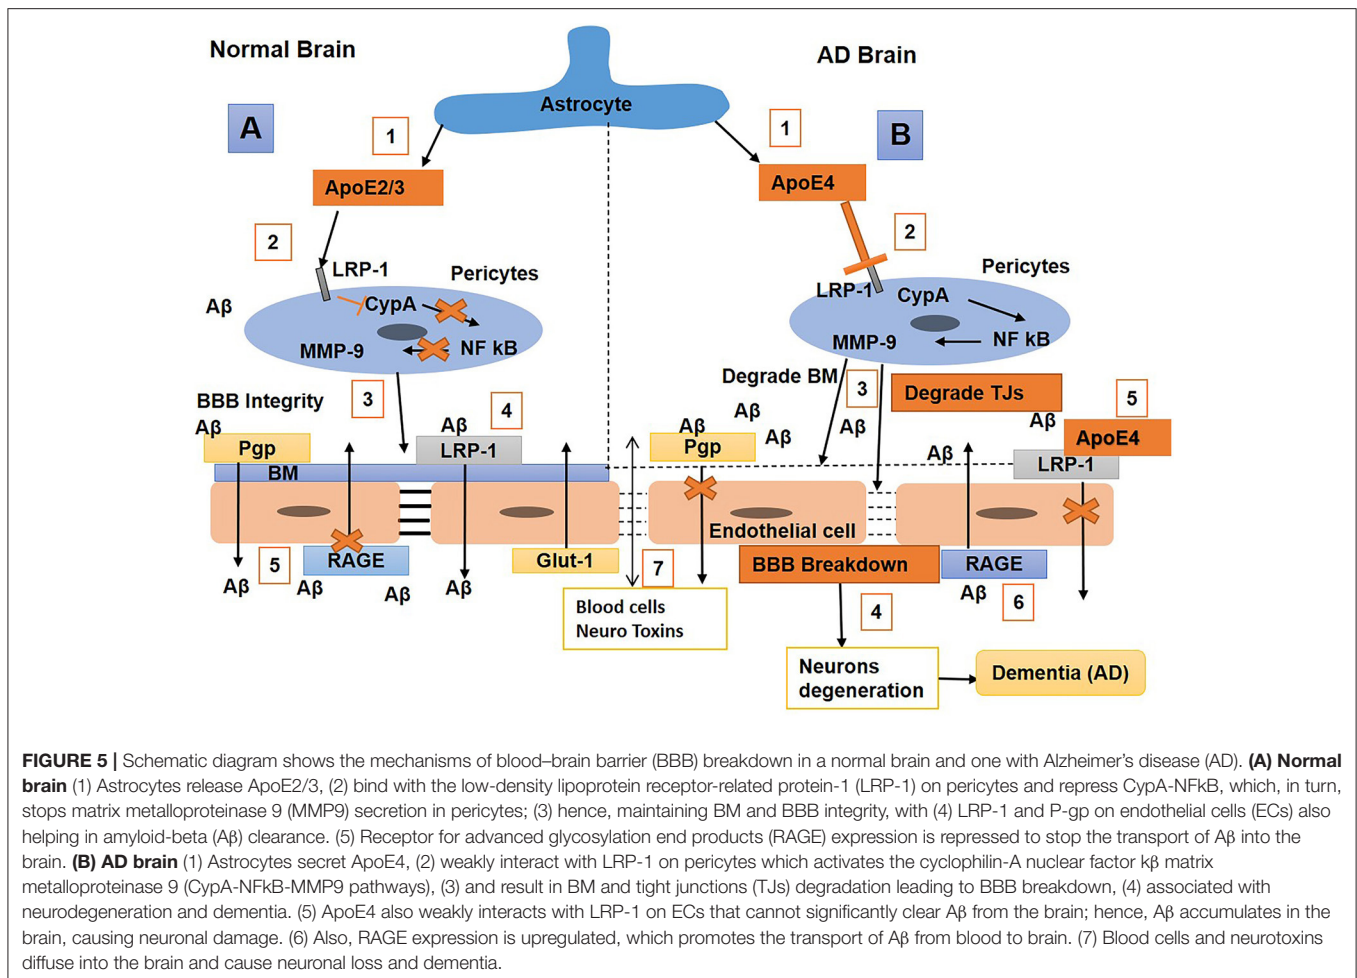 Normal Brain
AD Brain
Astrocyte
A
B
1
1
ApoE2/3
ApoE4
2
2
LRP-1
Pericytes
Pericytes
Aβ
CypA
LRP-1
CypA
MMP-9
NF kB
MMP-9
NF kB
3
Degrade BM
3
Degrade TJs
5
BBB Integrity
4
Aβ
Aβ
Aβ
Aβ
Aβ
Aβ
Aβ
Aβ
ApoE4
Pgp
LRP-1
Pgp
Aβ
LRP-1
BM
Endothelial cell
5
RAGE
Glut-1
7
BBB Breakdown
RAGE
Aβ
Aβ
Aβ
Aβ
Aβ
6
Blood cells
Neuro Toxins
4
Neurons
degeneration
Dementia (AD)
FIGURE 5 | Schematic diagram shows the mechanisms of blood–brain barrier (BBB) breakdown in a normal brain and one with Alzheimer's disease (AD). (A) Normal
brain (1) Astrocytes release ApoE2/3, (2) bind with the low-density lipoprotein receptor-related protein-1 (LRP-1) on pericytes and repress CypA-NFkB, which, in turn,
stops matrix metalloproteinase 9 (MMP9) secretion in pericytes; (3) hence, maintaining BM and BBB integrity, with (4) LRP-1 and P-gp on endothelial cells (ECs) also
helping in amyloid-beta (Aβ) clearance. (5) Receptor for advanced glycosylation end products (RAGE) expression is repressed to stop the transport of Aβ into the
brain. (B) AD brain (1) Astrocytes secret ApoE4, (2) weakly interact with LRP-1 on pericytes which activates the cyclophilin-A nuclear factor kβ matrix
metalloproteinase 9 (CypA-NFkB-MMP9 pathways), (3) and result in BM and tight junctions (TJs) degradation leading to BBB breakdown, (4) associated with
neurodegeneration and dementia. (5) ApoE4 also weakly interacts with LRP-1 on ECs that cannot significantly clear Aβ from the brain; hence, Aβ accumulates in the
brain, causing neuronal damage. (6) Also, RAGE expression is upregulated, which promotes the transport of Aβ from blood to brain. (7) Blood cells and neurotoxins
diffuse into the brain and cause neuronal loss and dementia.